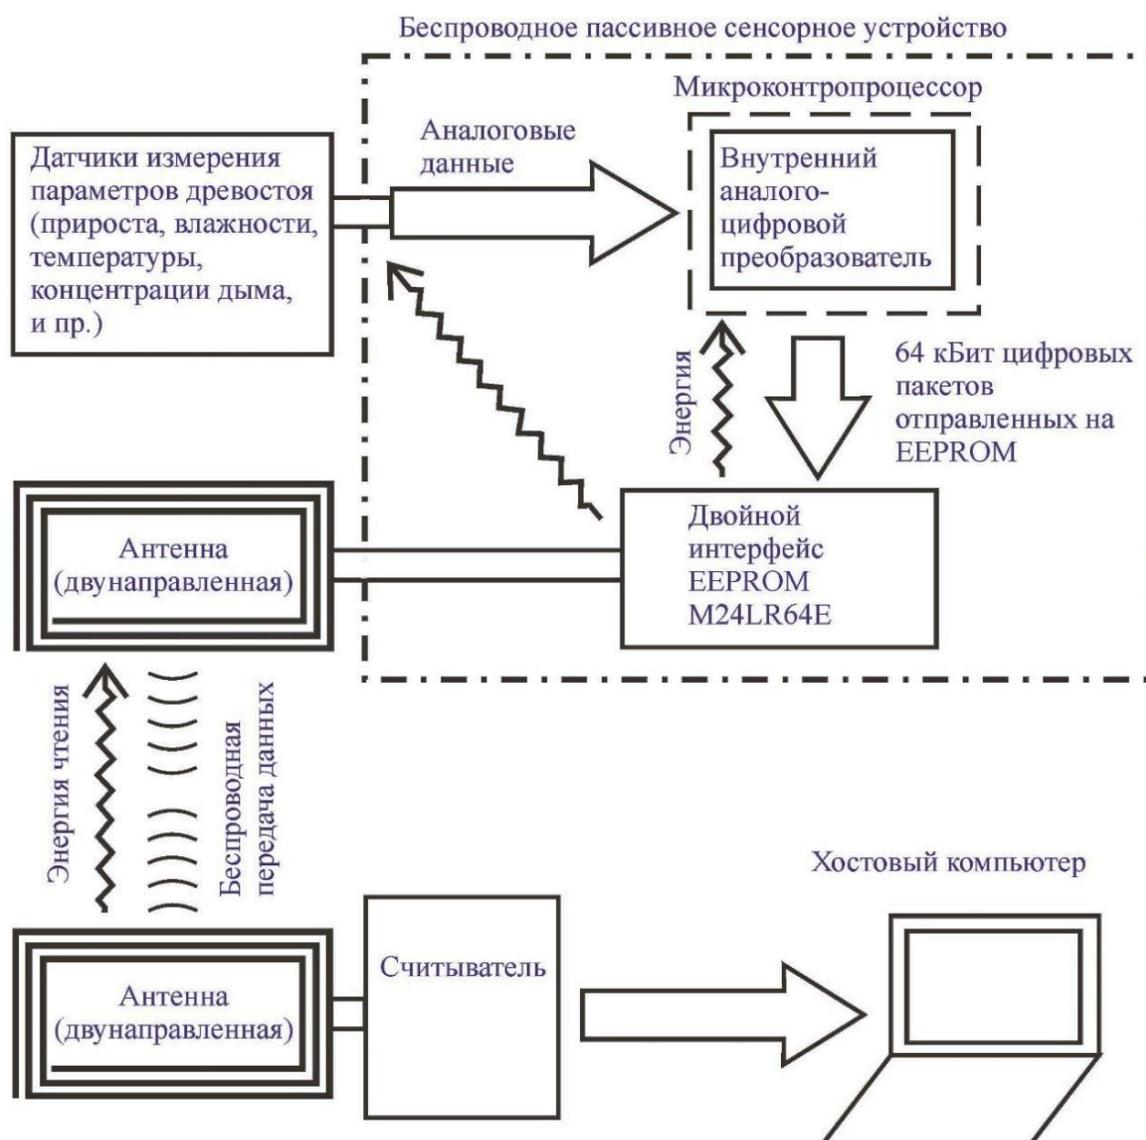 Беспроводное пассивное сенсорное устройство
Микроконтропроцессор
Аналоговые
данные
Датчики измерения
параметров древостоя
(прироста, влажности,
температуры,
концентрации дыма,
и пр.)
Внутренний
аналого-
цифровой
преобразователь
Энергия
64 кБит цифровых
пакетов
отправленных на
EEPROM
Двойной
интерфейс
EEPROM
M24LR64E
Антенна
(двунаправленная)
Энергия чтения
Беспроводная
передача данных
Хостовый компьютер
Считыватель
Антенна
(двунаправленная)